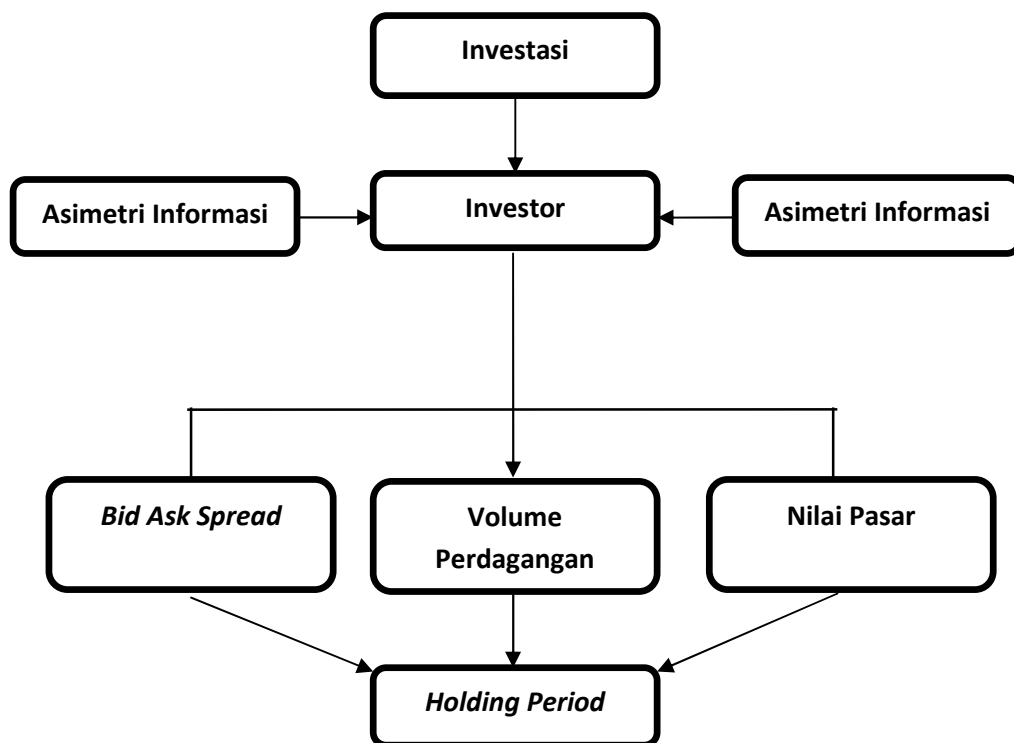 Investasi
Asimetri Informasi
Investor
Asimetri Informasi
Bid Ask Spread
Volume
Perdagangan
Nilai Pasar
Holding Period